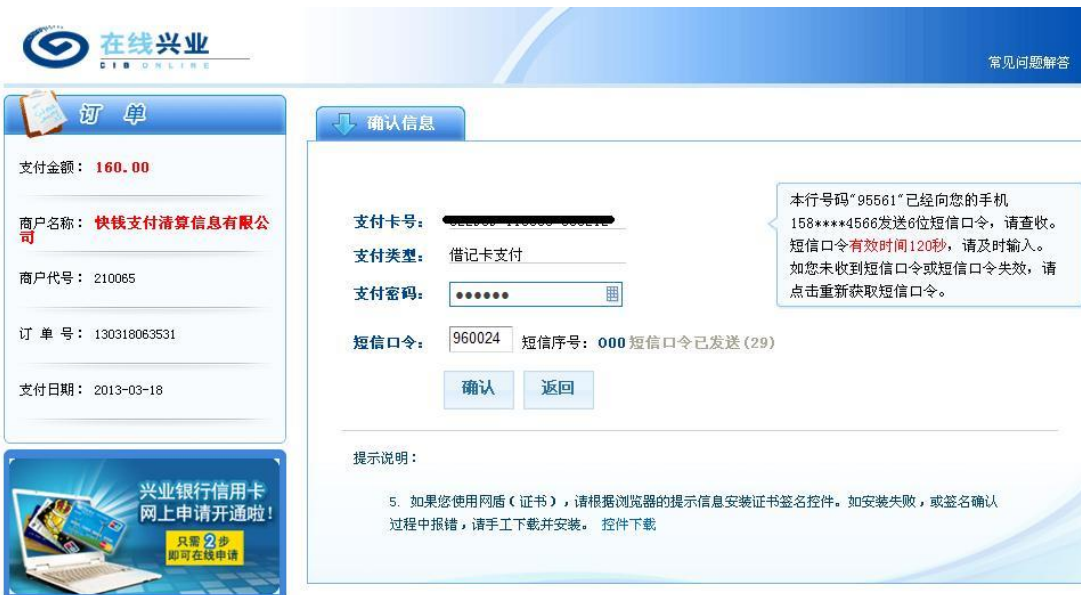 在线兴业
CIB ONLINE
常见问题解答
订 单
支付金额：160.00
商户名称：快钱支付清算信息有限公
司
商户代号：210065
订 单 号：130318063531
支付日期：2013-03-18
兴业银行信用卡
网上申请开通啦！
只需2步
即可在线申请
确认信息
支付卡号：
支付类型：借记卡支付
支付密码：●●●●●●
短信口令：960024 短信序号：000 短信口令已发送(29)
本行号码"95561"已经向您的手机
158****4566发送6位短信口令，请查收。
短信口令有效时间120秒，请及时输入。
如您未收到短信口令或短信口令失效，请
点击重新获取短信口令。
确认 返回
提示说明：
5. 如果您使用网盾（证书），请根据浏览器的提示信息安装证书签名控件。如安装失败，或签名确认
过程中报错，请手工下载并安装。 控件下载